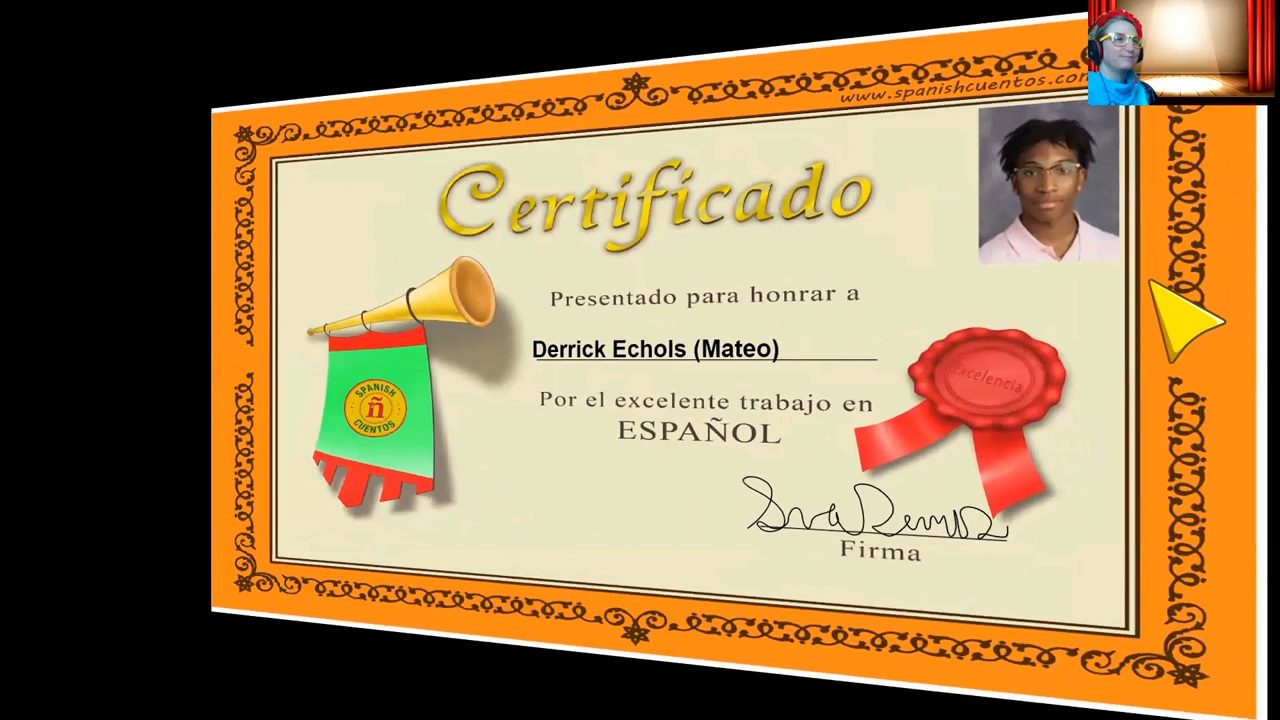 www.spanishcuentos.com
Certificado
Presentado para honrar a
Derrick Echols (Mateo)
Por el excelente trabajo en
ESPAÑOL
SPANISH
ñ
CUENTOS
Excelencia
Firma